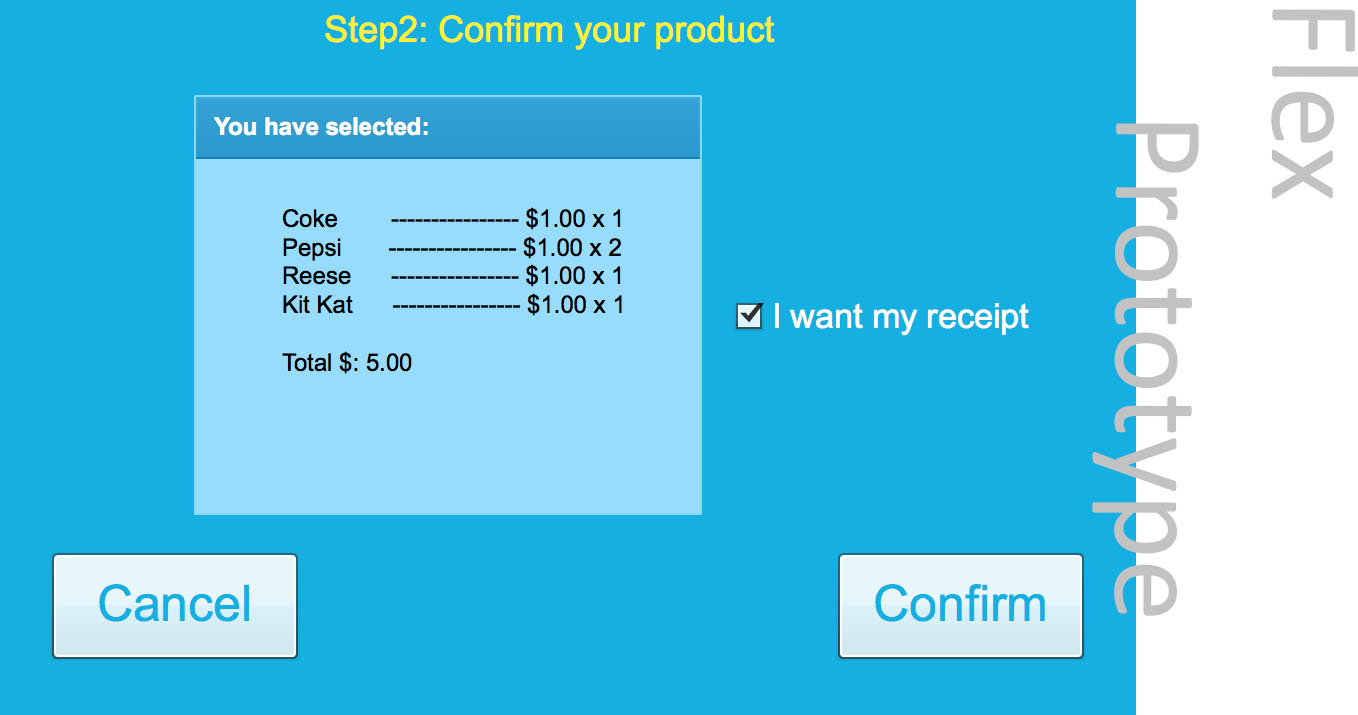 Step2: Confirm your product
You have selected:
Coke ---------------- $1.00 x 1
Pepsi ---------------- $1.00 x 2
Reese ---------------- $1.00 x 1
Kit Kat ---------------- $1.00 x 1
Total $: 5.00
I want my receipt
Cancel
Confirm
Flex
Prototype